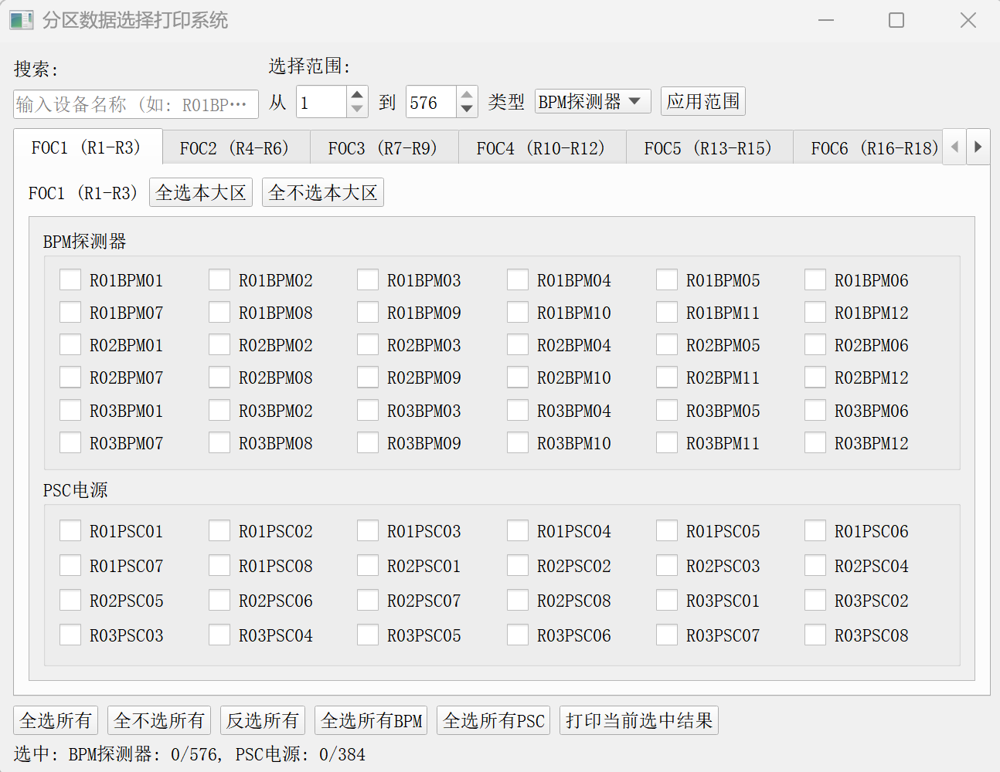 分区数据选择打印系统
搜索:
选择范围:
输入设备名称 (如: R01BP…
从 1 到 576 类型 BPM探测器 应用范围
FOC1 (R1-R3) FOC2 (R4-R6) FOC3 (R7-R9) FOC4 (R10-R12) FOC5 (R13-R15) FOC6 (R16-R18)
FOC1 (R1-R3) 全选本大区 全不选本大区
BPM探测器
R01BPM01 R01BPM02 R01BPM03 R01BPM04 R01BPM05 R01BPM06
R01BPM07 R01BPM08 R01BPM09 R01BPM10 R01BPM11 R01BPM12
R02BPM01 R02BPM02 R02BPM03 R02BPM04 R02BPM05 R02BPM06
R02BPM07 R02BPM08 R02BPM09 R02BPM10 R02BPM11 R02BPM12
R03BPM01 R03BPM02 R03BPM03 R03BPM04 R03BPM05 R03BPM06
R03BPM07 R03BPM08 R03BPM09 R03BPM10 R03BPM11 R03BPM12
PSC电源
R01PSC01 R01PSC02 R01PSC03 R01PSC04 R01PSC05 R01PSC06
R01PSC07 R01PSC08 R02PSC01 R02PSC02 R02PSC03 R02PSC04
R02PSC05 R02PSC06 R02PSC07 R02PSC08 R03PSC01 R03PSC02
R03PSC03 R03PSC04 R03PSC05 R03PSC06 R03PSC07 R03PSC08
全选所有 全不选所有 反选所有 全选所有BPM 全选所有PSC 打印当前选中结果
选中: BPM探测器: 0/576, PSC电源: 0/384